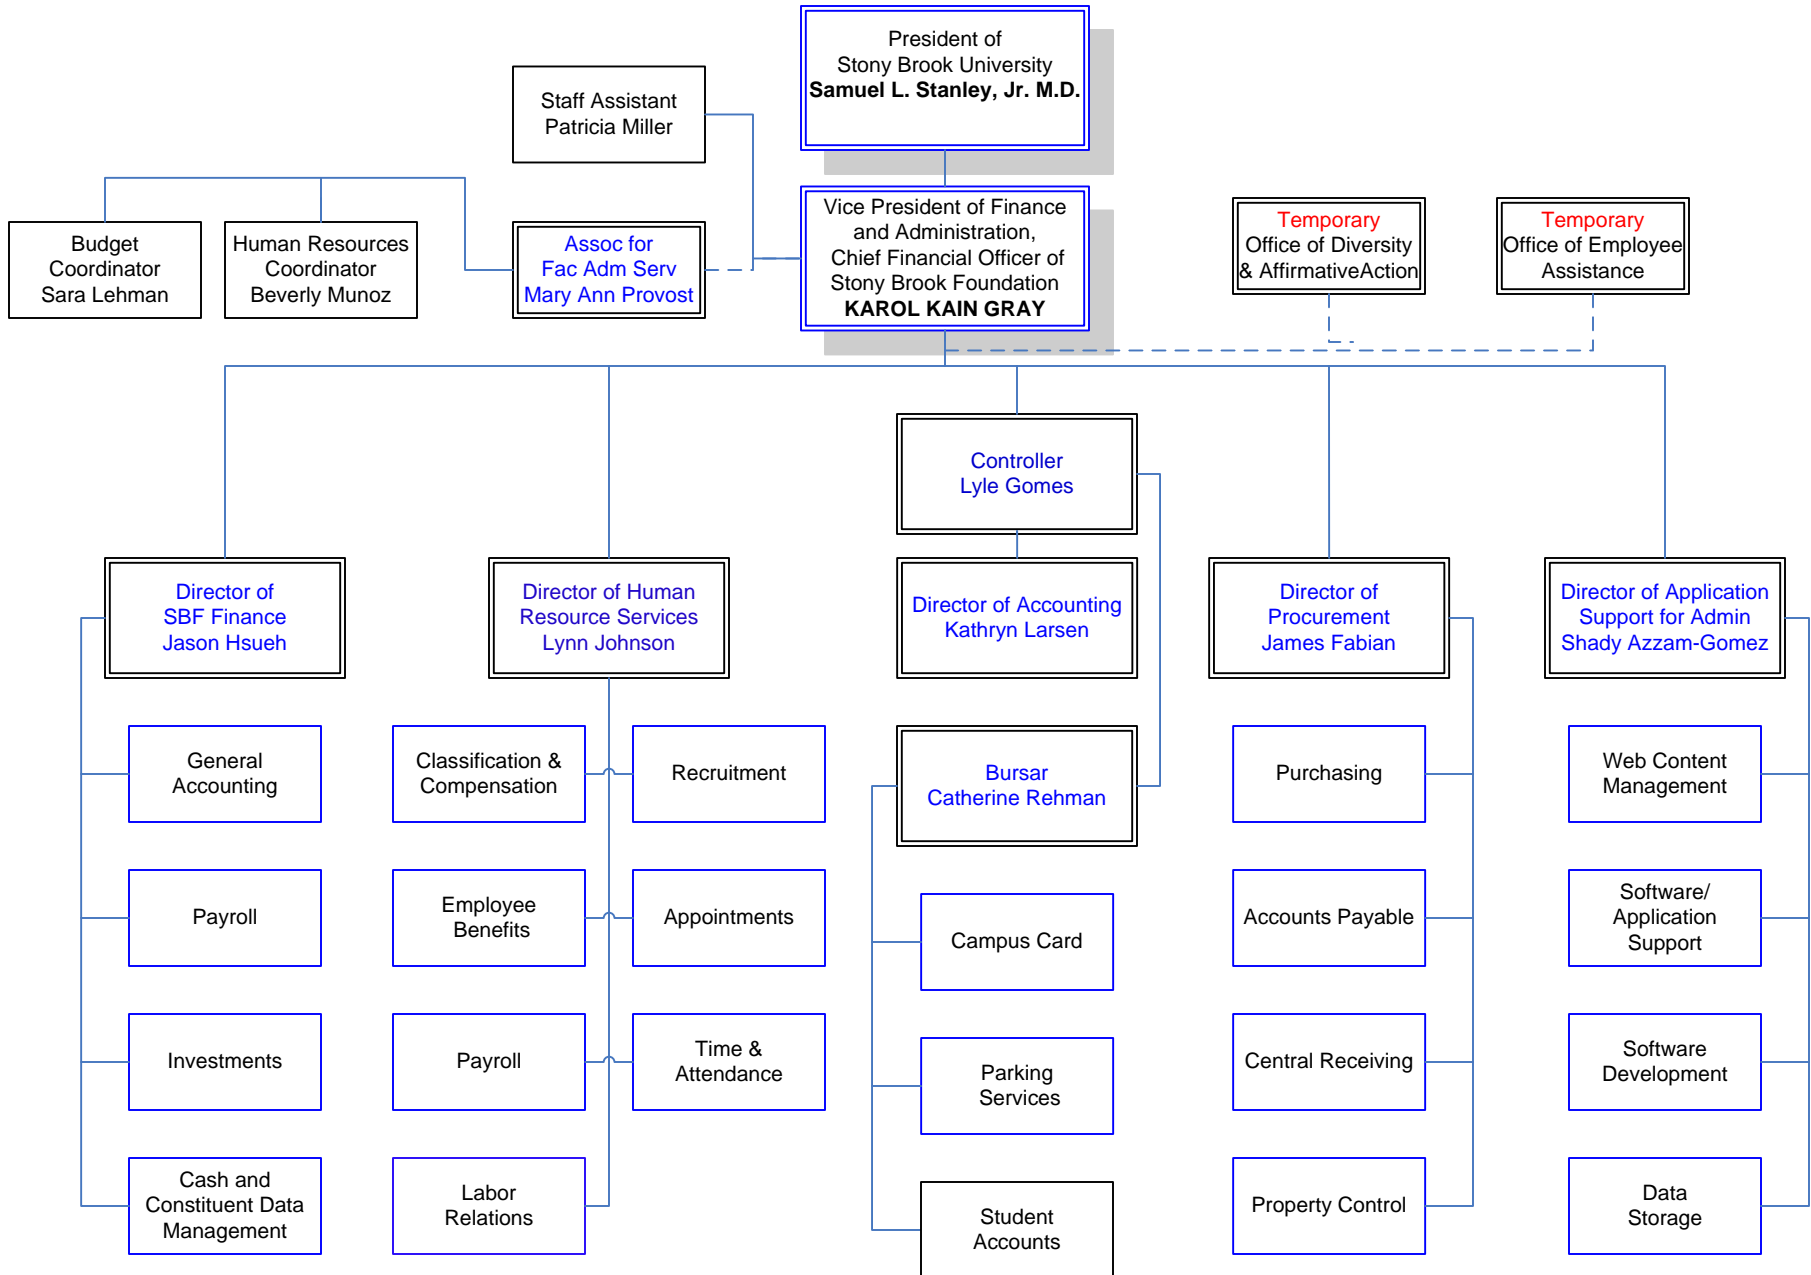 President of
Stony Brook University
Samuel L. Stanley, Jr. M.D.
Staff Assistant
Patricia Miller
Budget
Coordinator
Sara Lehman
Human Resources
Coordinator
Beverly Munoz
Assoc for
Fac Adm Serv
Mary Ann Provost
Vice President of Finance
and Administration,
Chief Financial Officer of
Stony Brook Foundation
KAROL KAIN GRAY
Temporary
Office of Diversity
& AffirmativeAction
Temporary
Office of Employee
Assistance
Controller
Lyle Gomes
Director of
SBF Finance
Jason Hsueh
Director of Human
Resource Services
Lynn Johnson
Director of Accounting
Kathryn Larsen
Director of
Procurement
James Fabian
Director of Application
Support for Admin
Shady Azzam-Gomez
General
Accounting
Classification &
Compensation
Recruitment
Bursar
Catherine Rehman
Purchasing
Web Content
Management
Payroll
Employee
Benefits
Appointments
Campus Card
Accounts Payable
Software/
Application
Support
Investments
Payroll
Time &
Attendance
Parking
Services
Central Receiving
Software
Development
Cash and
Constituent Data
Management
Labor
Relations
Student
Accounts
Property Control
Data
Storage